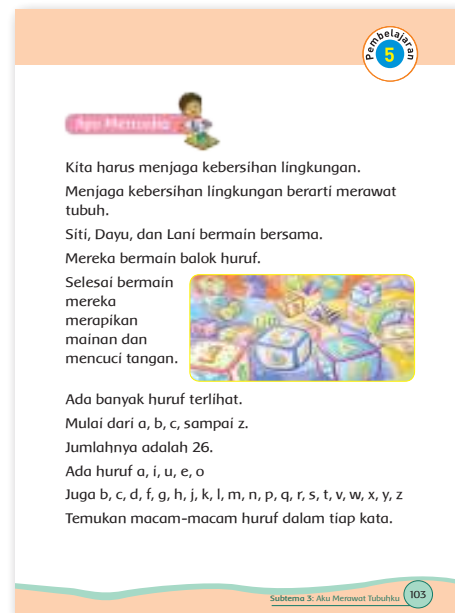 Pembelajaran
5
Ayo Membaca
Kita harus menjaga kebersihan lingkungan.
Menjaga kebersihan lingkungan berarti merawat
tubuh.
Siti, Dayu, dan Lani bermain bersama.
Mereka bermain balok huruf.
Selesai bermain
mereka
merapikan
mainan dan
mencuci tangan.
Ada banyak huruf terlihat.
Mulai dari a, b, c, sampai z.
Jumlahnya adalah 26.
Ada huruf a, i, u, e, o
Juga b, c, d, f, g, h, j, k, l, m, n, p, q, r, s, t, v, w, x, y, z
Temukan macam-macam huruf dalam tiap kata.
Subtema 3: Aku Merawat Tubuhku
103